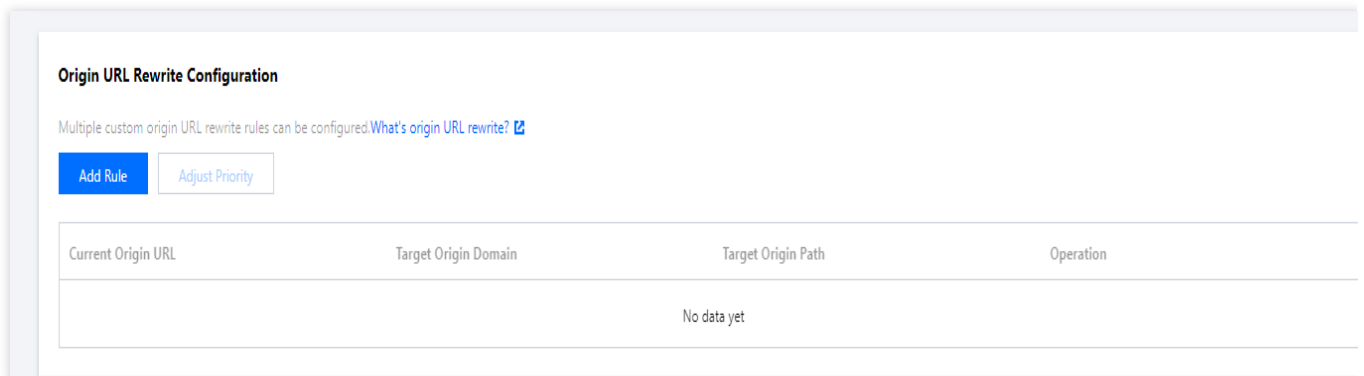 Origin URL Rewrite Configuration
Multiple custom origin URL rewrite rules can be configured.What's origin URL rewrite?
Add Rule Adjust Priority
Current Origin URL Target Origin Domain Target Origin Path Operation
No data yet